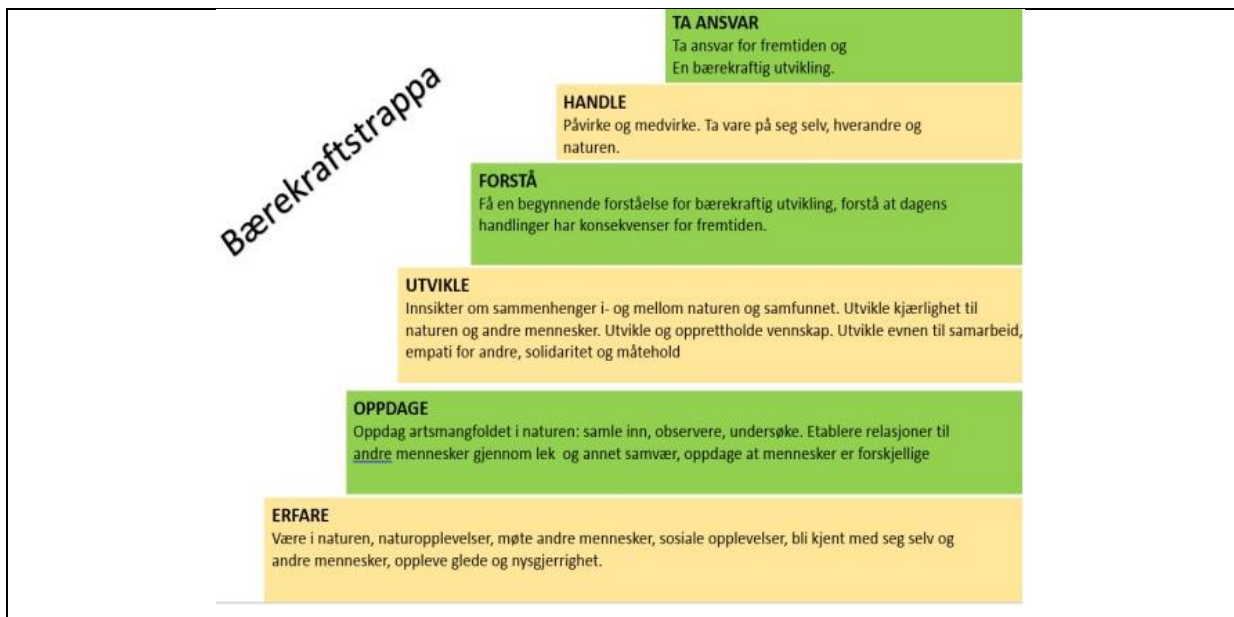 Bærekraftstrappa
TA ANSVAR
Ta ansvar for fremtiden og
En bærekraftig utvikling.
HANDLE
Påvirke og medvirke. Ta vare på seg selv, hverandre og
naturen.
FORSTÅ
Få en begynnende forståelse for bærekraftig utvikling, forstå at dagens
handlinger har konsekvenser for fremtiden.
UTVIKLE
Innsikter om sammenhenger i- og mellom naturen og samfunnet. Utvikle kjærlighet til
naturen og andre mennesker. Utvikle og opprettholde vennskap. Utvikle evnen til samarbeid,
empati for andre, solidaritet og måtehold
OPPDAGE
Oppdag artsmangfoldet i naturen: samle inn, observere, undersøke. Etablere relasjoner til
andre mennesker gjennom lek og annet samvær, oppdage at mennesker er forskjellige
ERFARE
Være i naturen, naturopplevelser, møte andre mennesker, sosiale opplevelser, bli kjent med seg selv og
andre mennesker, oppleve glede og nysgjerrighet.